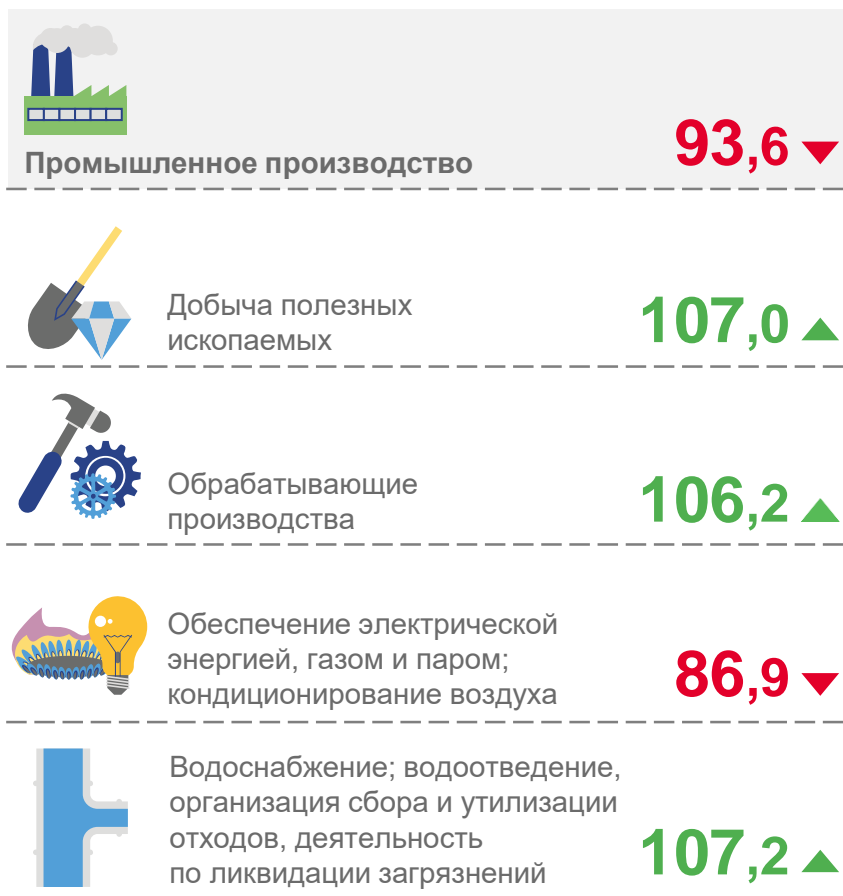 Промышленное производство
93,6
Добыча полезных
ископаемых
107,0
Обрабатывающие
производства
106,2
Обеспечение электрической
энергией, газом и паром;
кондиционирование воздуха
86,9
Водоснабжение; водоотведение,
организация сбора и утилизации
отходов, деятельность
по ликвидации загрязнений
107,2